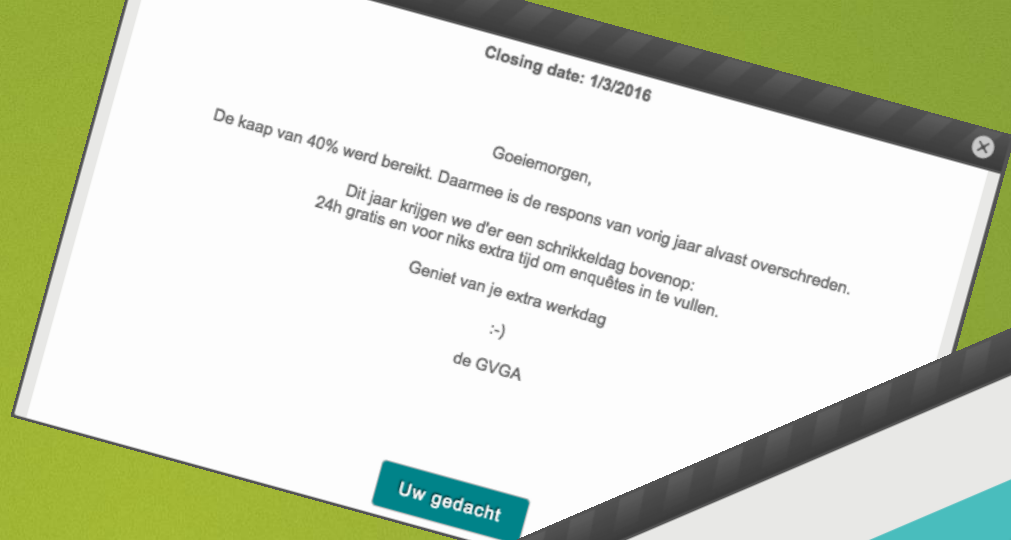 Closing date: 1/3/2016
Goeiemorgen,
De kaap van 40% werd bereikt. Daarmee is de respons van vorig jaar alvast overschreden.
Dit jaar krijgen we d'er een schrikkeldag bovenop:
24h gratis en voor niks extra tijd om enquêtes in te vullen.
Geniet van je extra werkdag
:-)
de GVGA
Uw gedacht